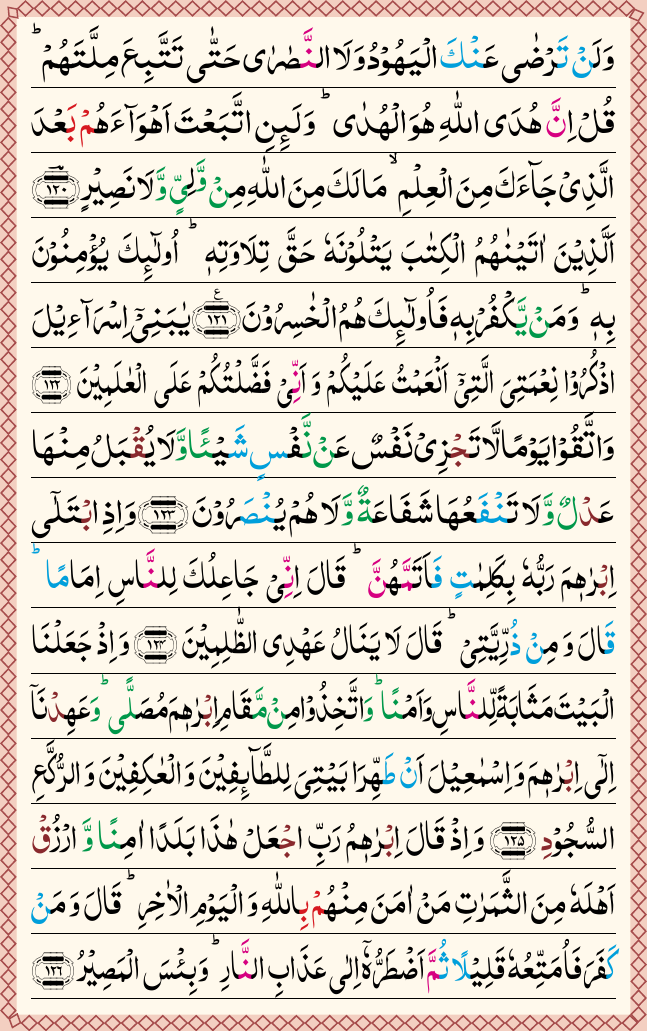 وَلَنْ تَرْضٰى عَنْكَ الْيَهُوْدُ وَلَا النَّصٰرٰى حَتّٰى تَتَّبِعَ مِلَّتَهُمْ ؕ
قُلْ اِنَّ هُدَى اللّٰهِ هُوَ الْهُدٰى ؕ وَلَىِٕنِ اتَّبَعْتَ اَهْوَآءَهُمْ بَعْدَ
الَّذِىْ جَآءَكَ مِنَ الْعِلْمِ ۙ مَا لَكَ مِنَ اللّٰهِ مِنْ وَّلِىٍّ وَّلَا نَصِيْرٍ ﴿۱۲۰﴾
اَلَّذِيْنَ اٰتَيْنٰهُمُ الْكِتٰبَ يَتْلُوْنَهٗ حَقَّ تِلَاوَتِهٖ ؕ اُولٰٓىِٕكَ يُؤْمِنُوْنَ
بِهٖ ؕ وَمَنْ يَّكْفُرْ بِهٖ فَاُولٰٓىِٕكَ هُمُ الْخٰسِرُوْنَ ﴿۱۲۱﴾ يٰبَنِىْٓ اِسْرَآءِيْلَ
اذْكُرُوْا نِعْمَتِىَ الَّتِىْٓ اَنْعَمْتُ عَلَيْكُمْ وَاَنِّىْ فَضَّلْتُكُمْ عَلَى الْعٰلَمِيْنَ ﴿۱۲۲﴾
وَاتَّقُوْا يَوْمًا لَّا تَجْزِىْ نَفْسٌ عَنْ نَّفْسٍ شَيْئًا وَّلَا يُقْبَلُ مِنْهَا
عَدْلٌ وَّلَا تَنْفَعُهَا شَفَاعَةٌ وَّلَا هُمْ يُنْصَرُوْنَ ﴿۱۲۳﴾ وَاِذِ ابْتَلٰٓى
اِبْرٰهٖمَ رَبُّهٗ بِكَلِمٰتٍ فَاَتَمَّهُنَّ ؕ قَالَ اِنِّىْ جَاعِلُكَ لِلنَّاسِ اِمَامًا ؕ
قَالَ وَمِنْ ذُرِّيَّتِىْ ؕ قَالَ لَا يَنَالُ عَهْدِى الظّٰلِمِيْنَ ﴿۱۲۴﴾ وَاِذْ جَعَلْنَا
الْبَيْتَ مَثَابَةً لِّلنَّاسِ وَاَمْنًا ؕ وَاتَّخِذُوْا مِنْ مَّقَامِ اِبْرٰهٖمَ مُصَلًّى ؕ وَعَهِدْنَآ
اِلٰٓى اِبْرٰهٖمَ وَاِسْمٰعِيْلَ اَنْ طَهِّرَا بَيْتِىَ لِلطَّآىِٕفِيْنَ وَالْعٰكِفِيْنَ وَالرُّكَّعِ
السُّجُوْدِ ﴿۱۲۵﴾ وَاِذْ قَالَ اِبْرٰهٖمُ رَبِّ اجْعَلْ هٰذَا بَلَدًا اٰمِنًا وَّارْزُقْ
اَهْلَهٗ مِنَ الثَّمَرٰتِ مَنْ اٰمَنَ مِنْهُمْ بِاللّٰهِ وَالْيَوْمِ الْاٰخِرِ ؕ قَالَ وَمَنْ
كَفَرَ فَاُمَتِّعُهٗ قَلِيْلًا ثُمَّ اَضْطَرُّهٗٓ اِلٰى عَذَابِ النَّارِ ؕ وَبِئْسَ الْمَصِيْرُ ﴿۱۲۶﴾